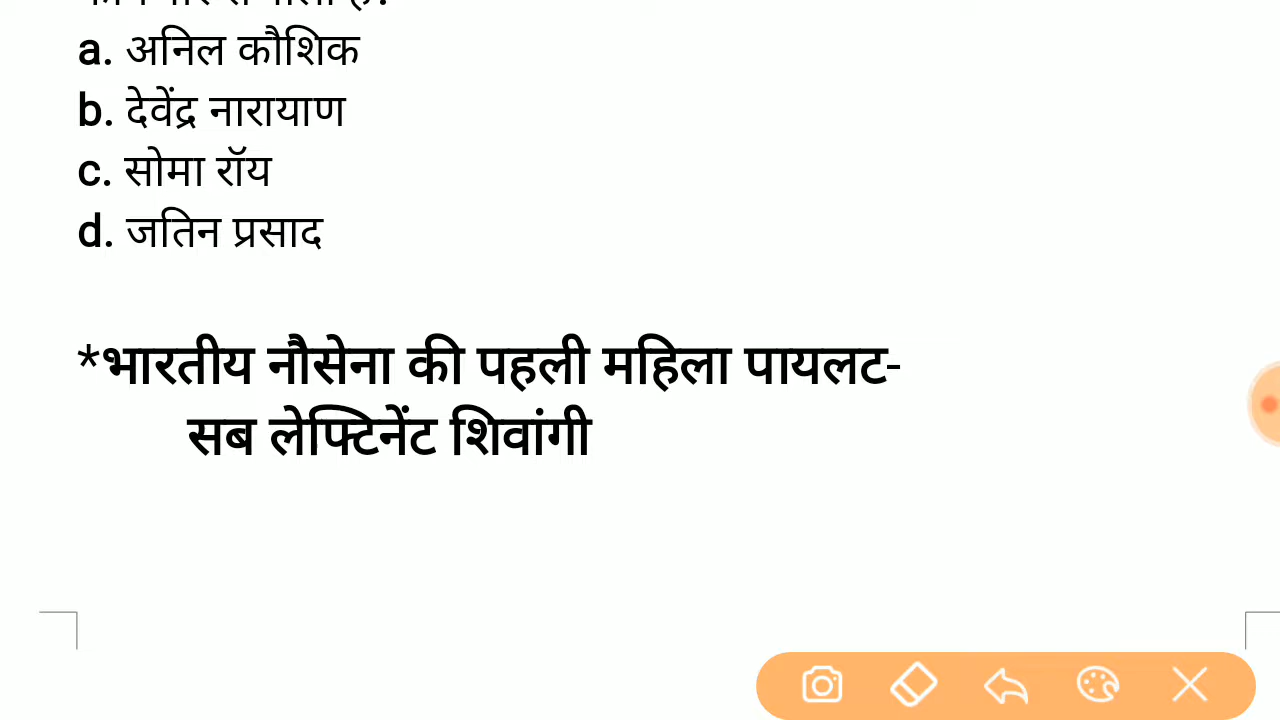 a. अनिल कौशिक
b. देवेंद्र नारायाण
c. सोमा रॉय
d. जतिन प्रसाद
*भारतीय नौसेना की पहली महिला पायलट-
सब लेफ्टिनेंट शिवांगी